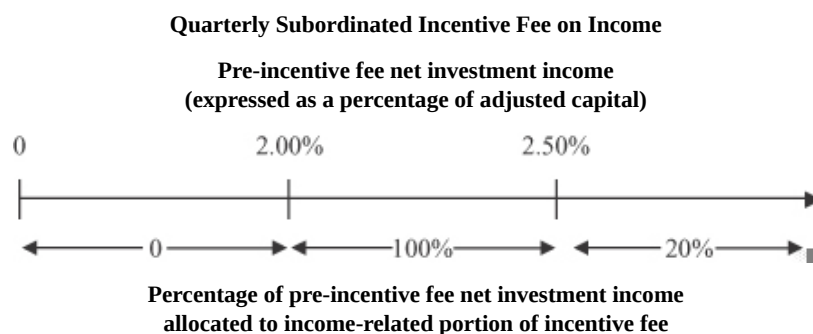 Quarterly Subordinated Incentive Fee on Income
Pre-incentive fee net investment income
(expressed as a percentage of adjusted capital)
0 2.00% 2.50%
0 100% 20%
Percentage of pre-incentive fee net investment income
allocated to income-related portion of incentive fee